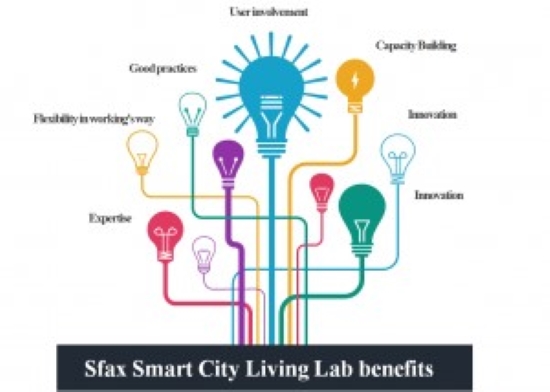 User involvement
Capacity Building
Good practices
Innovation
Flexibility in working's way
Innovation
Expertise
Sfax Smart City Living Lab benefits